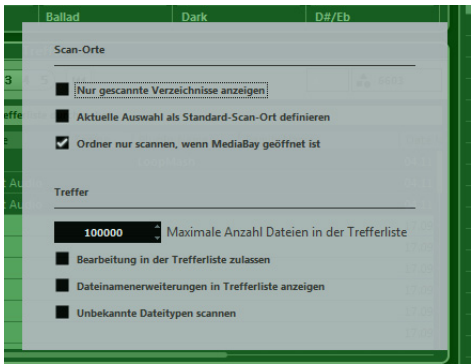 Ballad Dark D#/Eb
Scan-Orte
Nur gescannte Verzeichnisse anzeigen
Aktuelle Auswahl als Standard-Scan-Ort definieren
Ordner nur scannen, wenn MediaBay geöffnet ist
Treffer
100000 Maximale Anzahl Dateien in der Trefferliste
Bearbeitung in der Trefferliste zulassen
Dateinamenerweiterungen in Trefferliste anzeigen
Unbekannte Dateitypen scannen